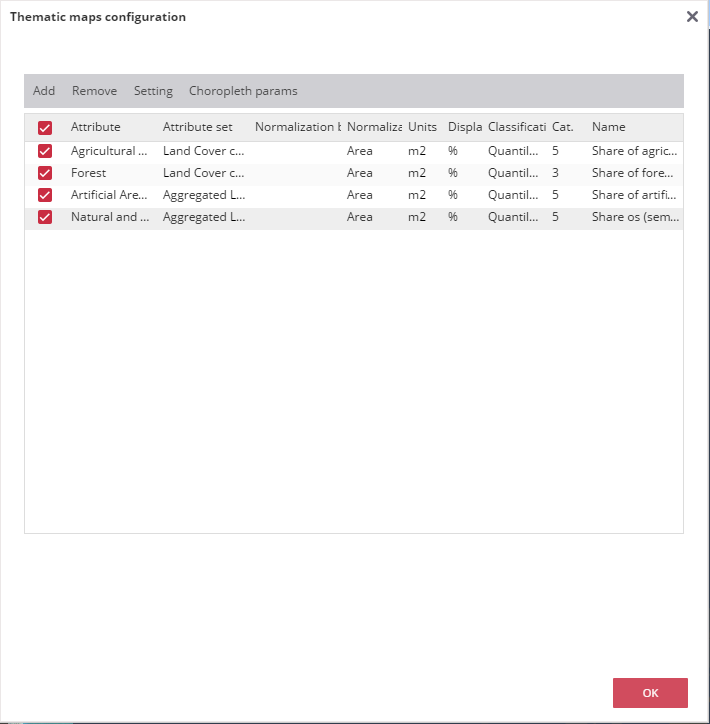 Thematic maps configuration
Add Remove Setting Choropleth params
Attribute Attribute set Normalization b Normaliza Units Displa Classificati Cat. Name
Agricultural ... Land Cover c... Area m2 % Quantil... 5 Share of agric...
Forest Land Cover c... Area m2 % Quantil... 3 Share of fore...
Artificial Are... Aggregated L... Area m2 % Quantil... 5 Share of artifi...
Natural and ... Aggregated L... Area m2 % Quantil... 5 Share os (sem...
OK